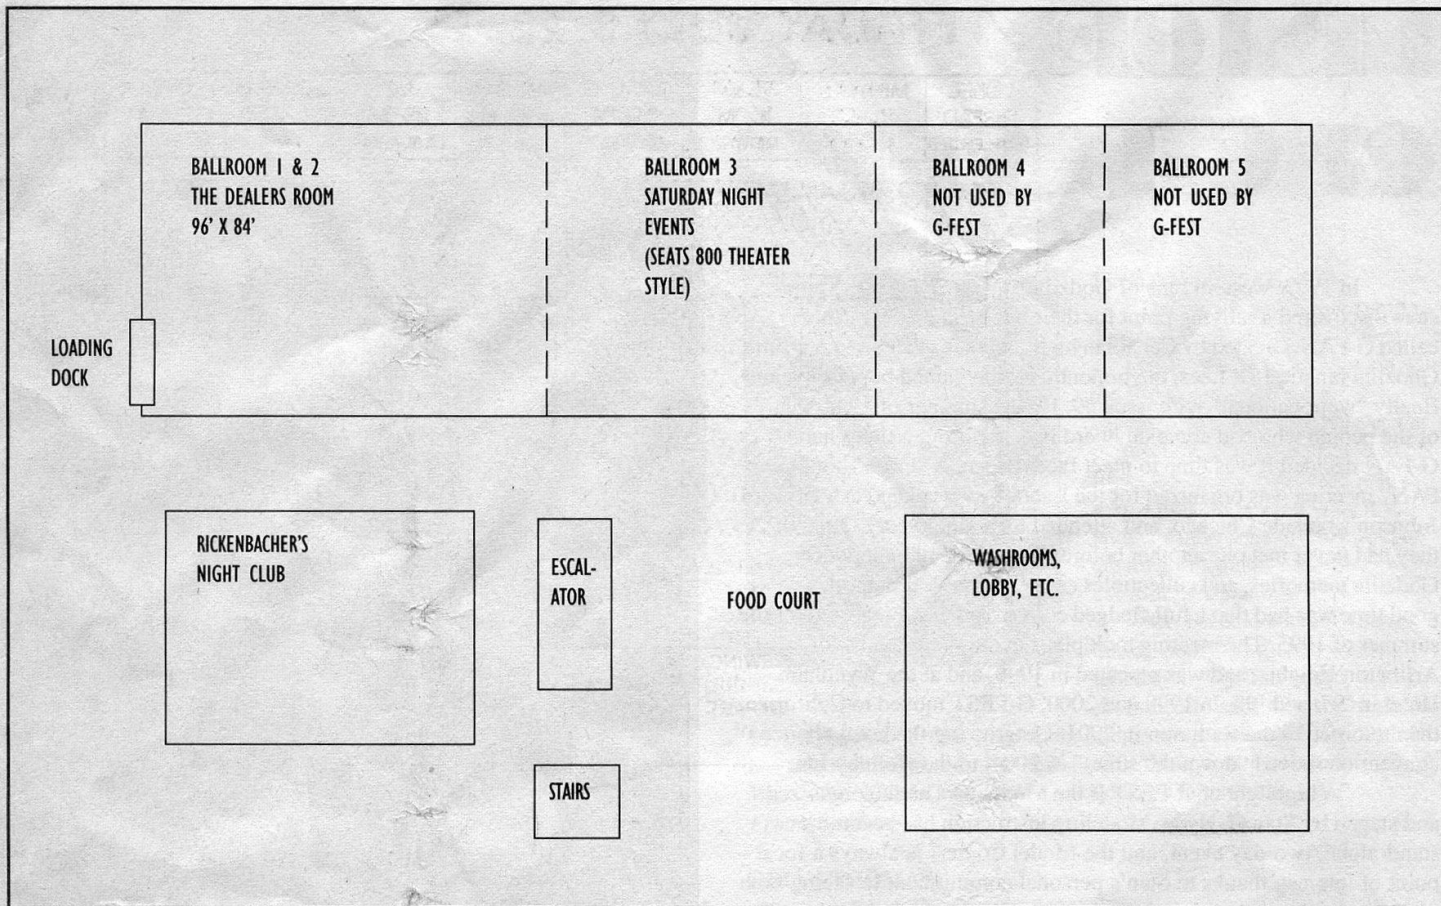 BALLROOM 1 & 2
THE DEALERS ROOM
96' X 84'
BALLROOM 3
SATURDAY NIGHT
EVENTS
(SEATS 800 THEATER
STYLE)
BALLROOM 4
NOT USED BY
G-FEST
BALLROOM 5
NOT USED BY
G-FEST
LOADING
DOCK
RICKENBACHER'S
NIGHT CLUB
ESCAL-
ATOR
FOOD COURT
WASHROOMS,
LOBBY, ETC.
STAIRS